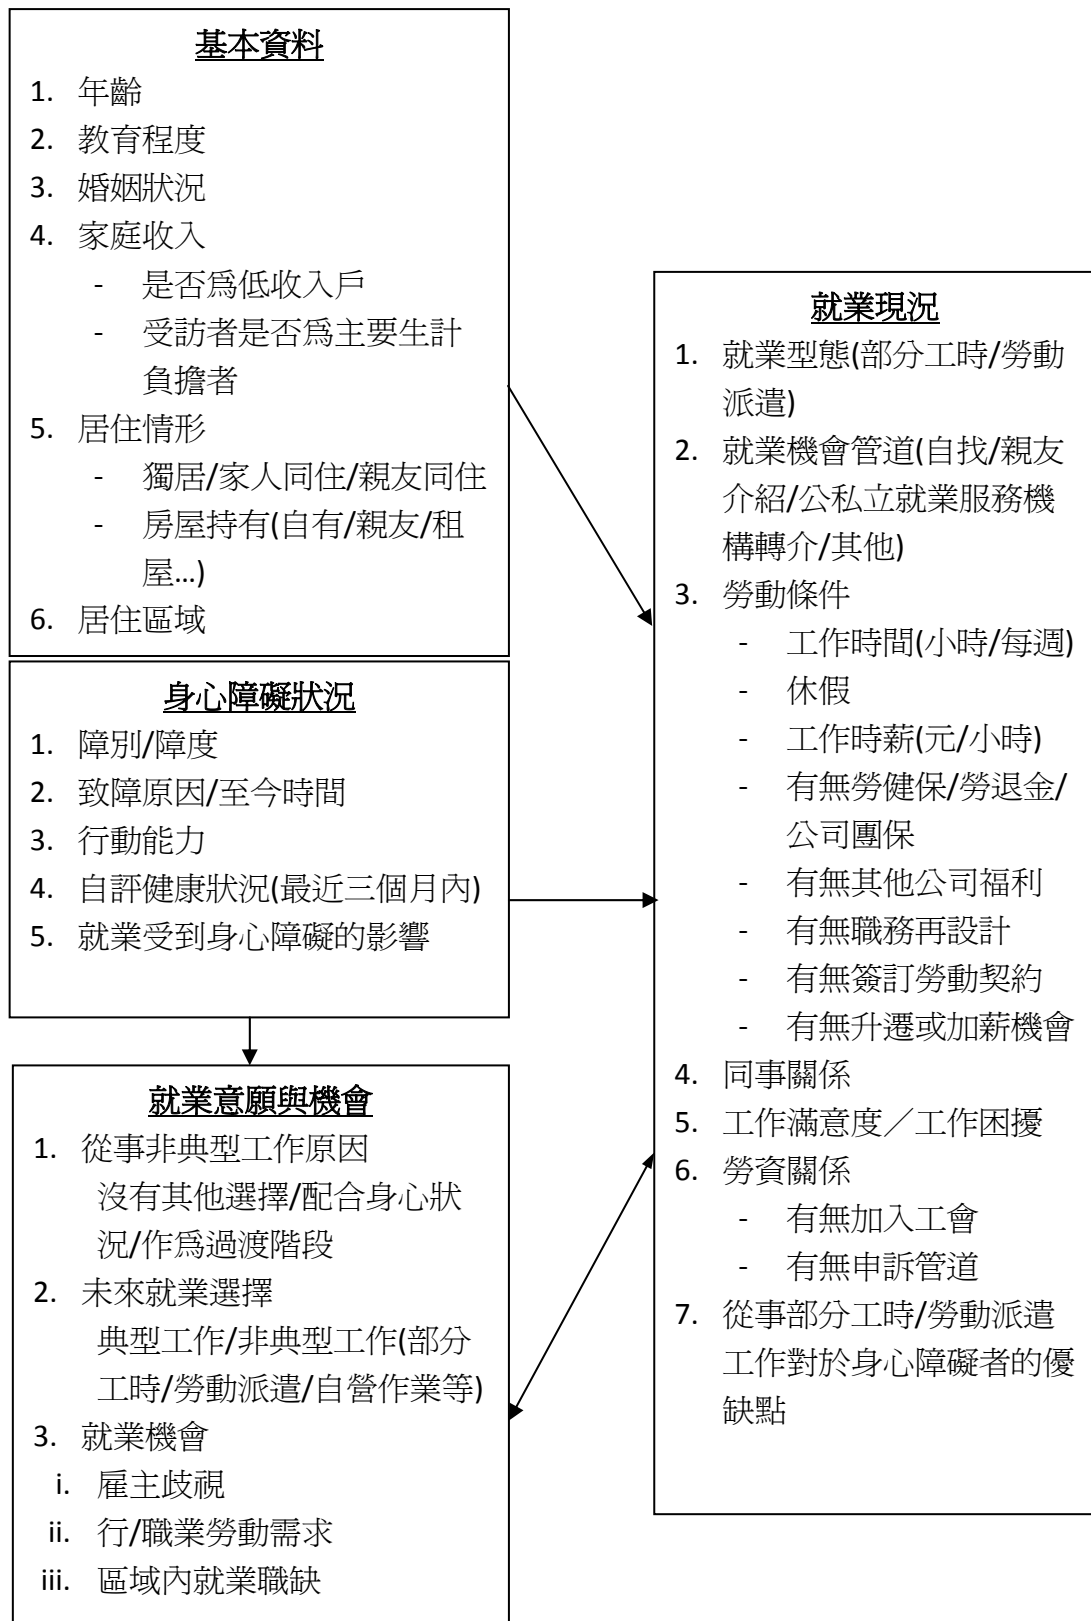 基本資料
1. 年齡
2. 教育程度
3. 婚姻狀況
4. 家庭收入
- 是否為低收入戶
- 受訪者是否為主要生計
負擔者
5. 居住情形
- 獨居/家人同住/親友同住
- 房屋持有(自有/親友/租
屋…)
6. 居住區域
身心障礙狀況
1. 障別/障度
2. 致障原因/至今時間
3. 行動能力
4. 自評健康狀況(最近三個月內)
5. 就業受到身心障礙的影響
就業意願與機會
1. 從事非典型工作原因
沒有其他選擇/配合身心狀
況/作為過渡階段
2. 未來就業選擇
典型工作/非典型工作(部分
工時/勞動派遣/自營作業等)
3. 就業機會
i. 雇主歧視
ii. 行/職業勞動需求
iii. 區域內就業職缺
就業現況
1. 就業型態(部分工時/勞動
派遣)
2. 就業機會管道(自找/親友
介紹/公私立就業服務機
構轉介/其他)
3. 勞動條件
- 工作時間(小時/每週)
- 休假
- 工作時薪(元/小時)
- 有無勞健保/勞退金/
公司團保
- 有無其他公司福利
- 有無職務再設計
- 有無簽訂勞動契約
- 有無升遷或加薪機會
4. 同事關係
5. 工作滿意度／工作困擾
6. 勞資關係
- 有無加入工會
- 有無申訴管道
7. 從事部分工時/勞動派遣
工作對於身心障礙者的優
缺點